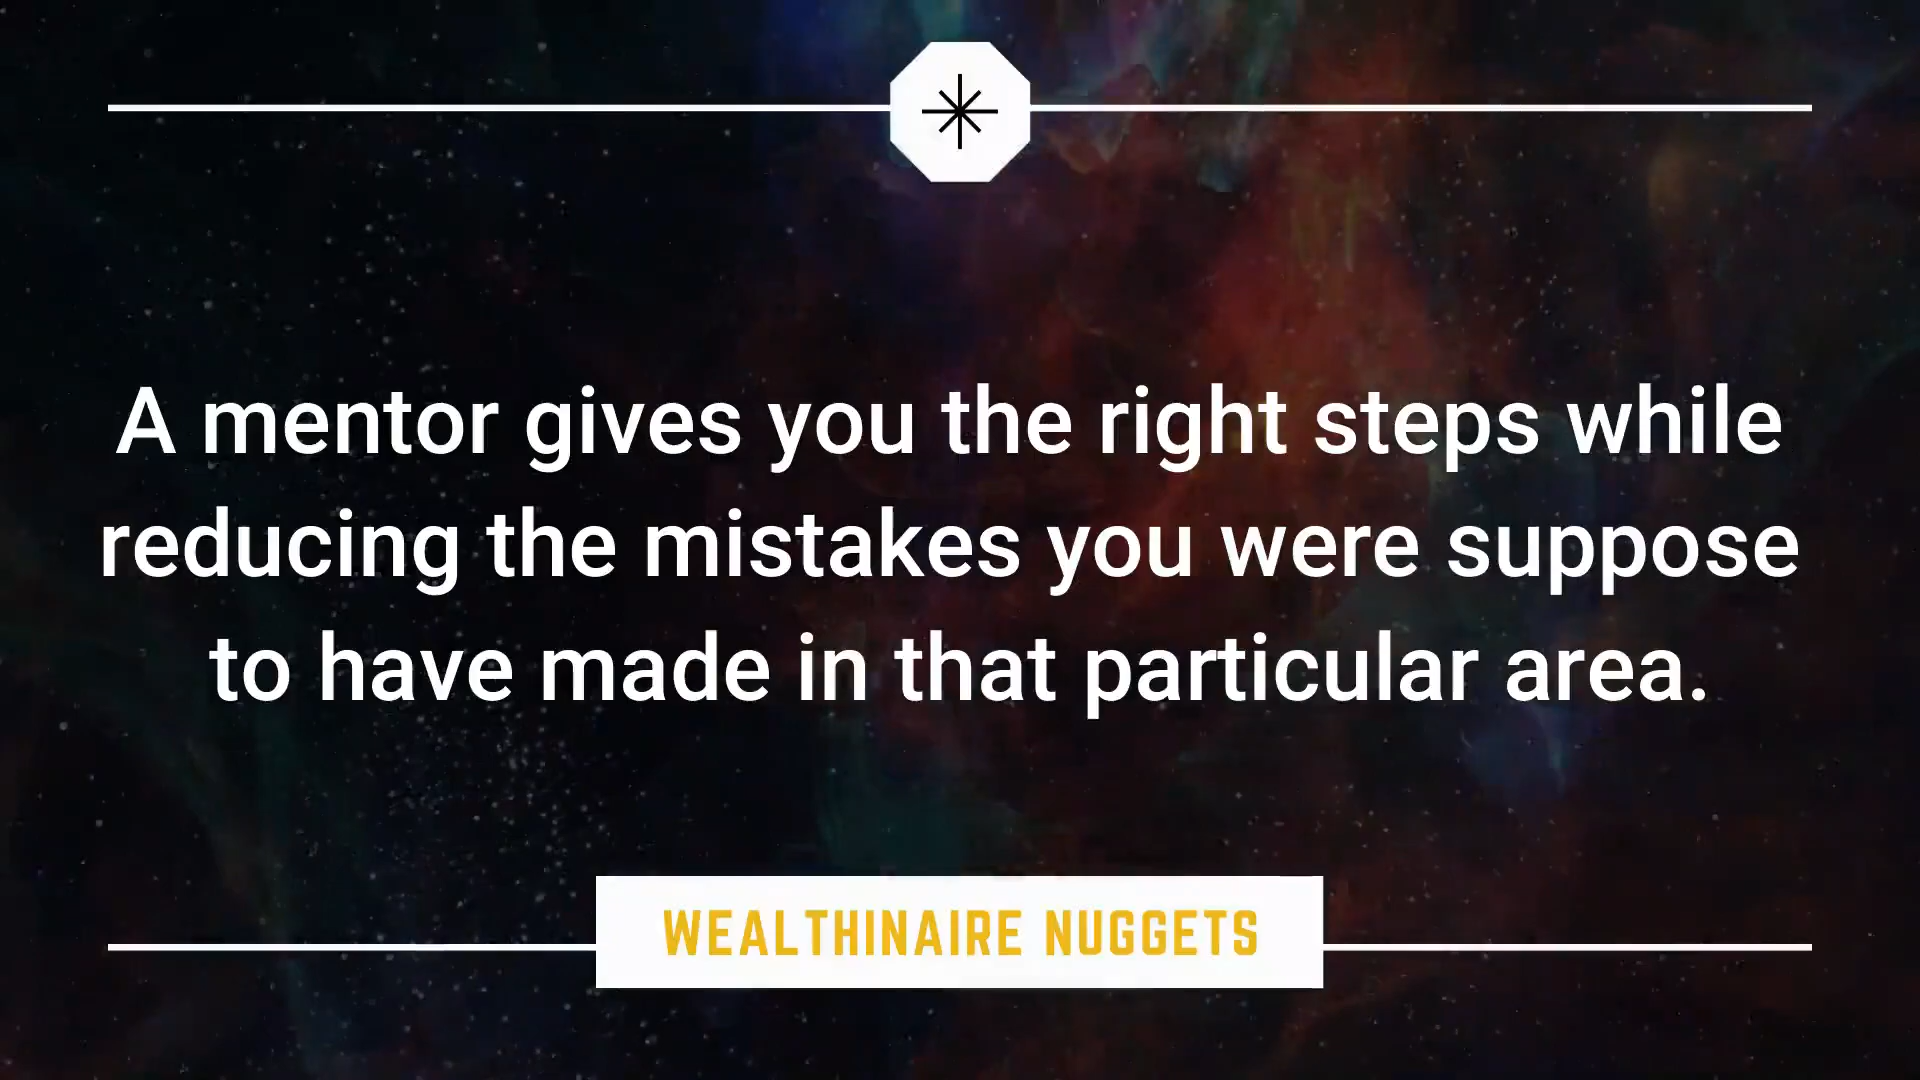 A mentor gives you the right steps while
reducing the mistakes you were suppose
to have made in that particular area.
WEALTHINAIRE NUGGETS